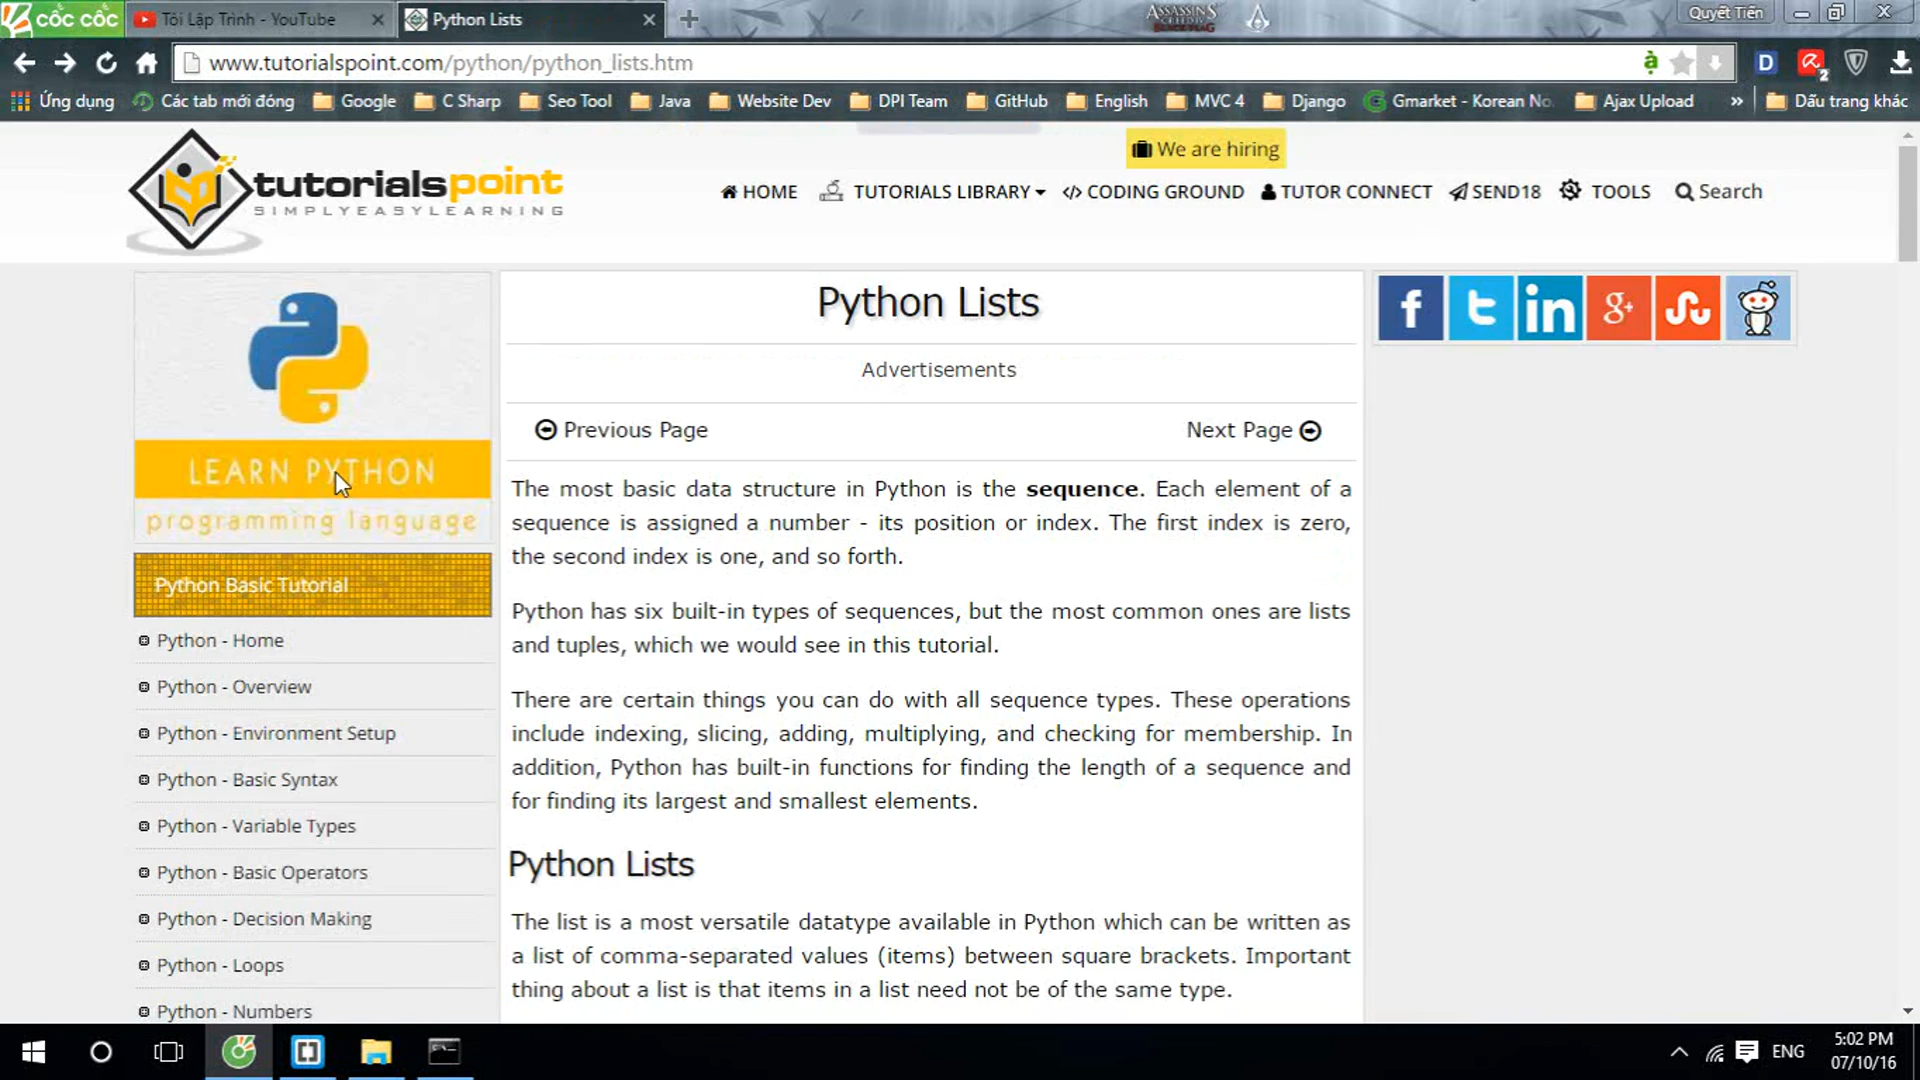 cốc cốc
Tôi Lập Trình - YouTube
Python Lists
ASSASSIN'S
Quyết Tiến
www.tutorialspoint.com/python/python_lists.htm
ạ
D
2
Ứng dụng
Các tab mới đóng
Google
C Sharp
Seo Tool
Java
Website Dev
DPI Team
GitHub
English
MVC 4
Django
Gmarket - Korean No.
Ajax Upload
»
Dấu trang khác
We are hiring
tutorialspoint
SIMPLYEASYLEARNING
HOME
TUTORIALS LIBRARY
</> CODING GROUND
TUTOR CONNECT
SEND18
TOOLS
Search
LEARN PYTHON
programming language
Python Basic Tutorial
Python - Home
Python - Overview
Python - Environment Setup
Python - Basic Syntax
Python - Variable Types
Python - Basic Operators
Python - Decision Making
Python - Loops
Python - Numbers
Python Lists
Advertisements
Previous Page
Next Page
The most basic data structure in Python is the sequence. Each element of a
sequence is assigned a number - its position or index. The first index is zero,
the second index is one, and so forth.
Python has six built-in types of sequences, but the most common ones are lists
and tuples, which we would see in this tutorial.
There are certain things you can do with all sequence types. These operations
include indexing, slicing, adding, multiplying, and checking for membership. In
addition, Python has built-in functions for finding the length of a sequence and
for finding its largest and smallest elements.
Python Lists
The list is a most versatile datatype available in Python which can be written as
a list of comma-separated values (items) between square brackets. Important
thing about a list is that items in a list need not be of the same type.
f
t
in
g+
ENG
5:02 PM
07/10/16